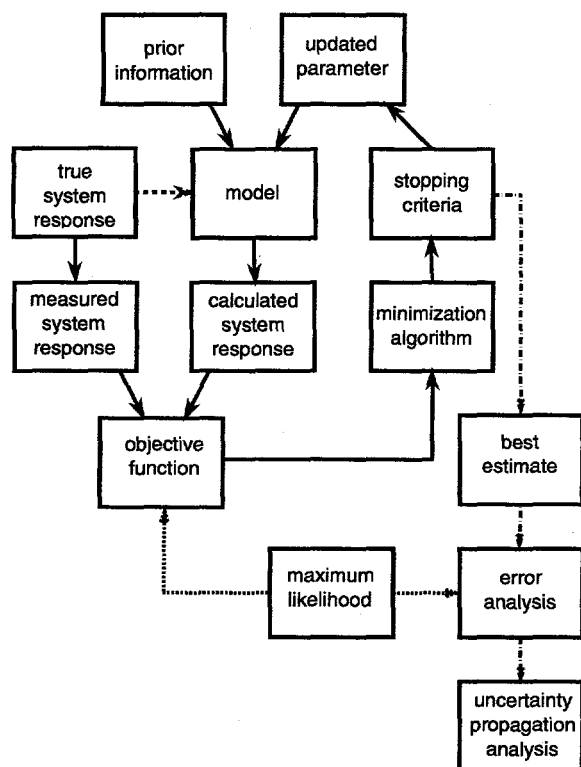 prior
information
updated
parameter
true
system
response
model
stopping
criteria
measured
system
response
calculated
system
response
minimization
algorithm
objective
function
best
estimate
maximum
likelihood
error
analysis
uncertainty
propagation
analysis